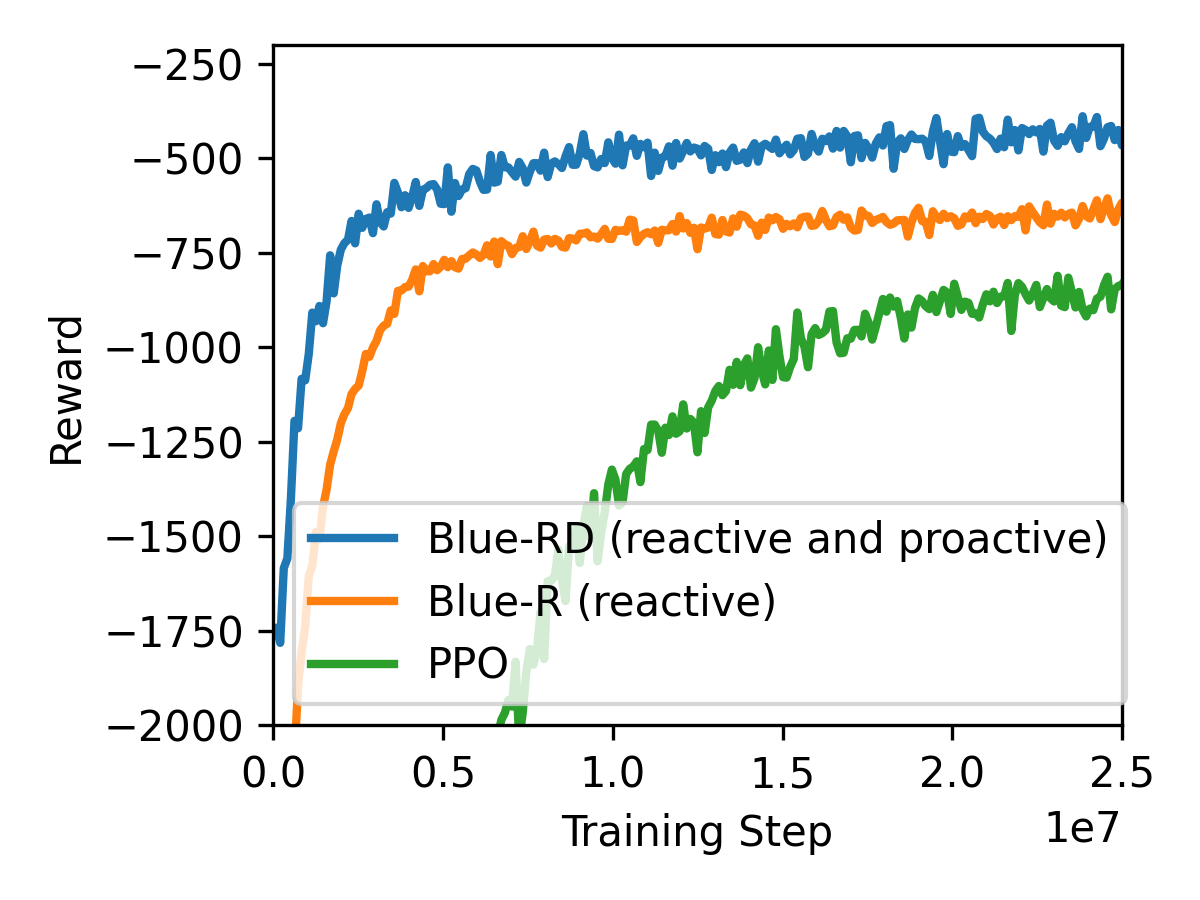 −250
−500
−750
−1000
−1250
−1500
−1750
−2000
Reward
Blue-RD (reactive and proactive)
Blue-R (reactive)
PPO
0.0 0.5 1.0 1.5 2.0 2.5
1e7
Training Step